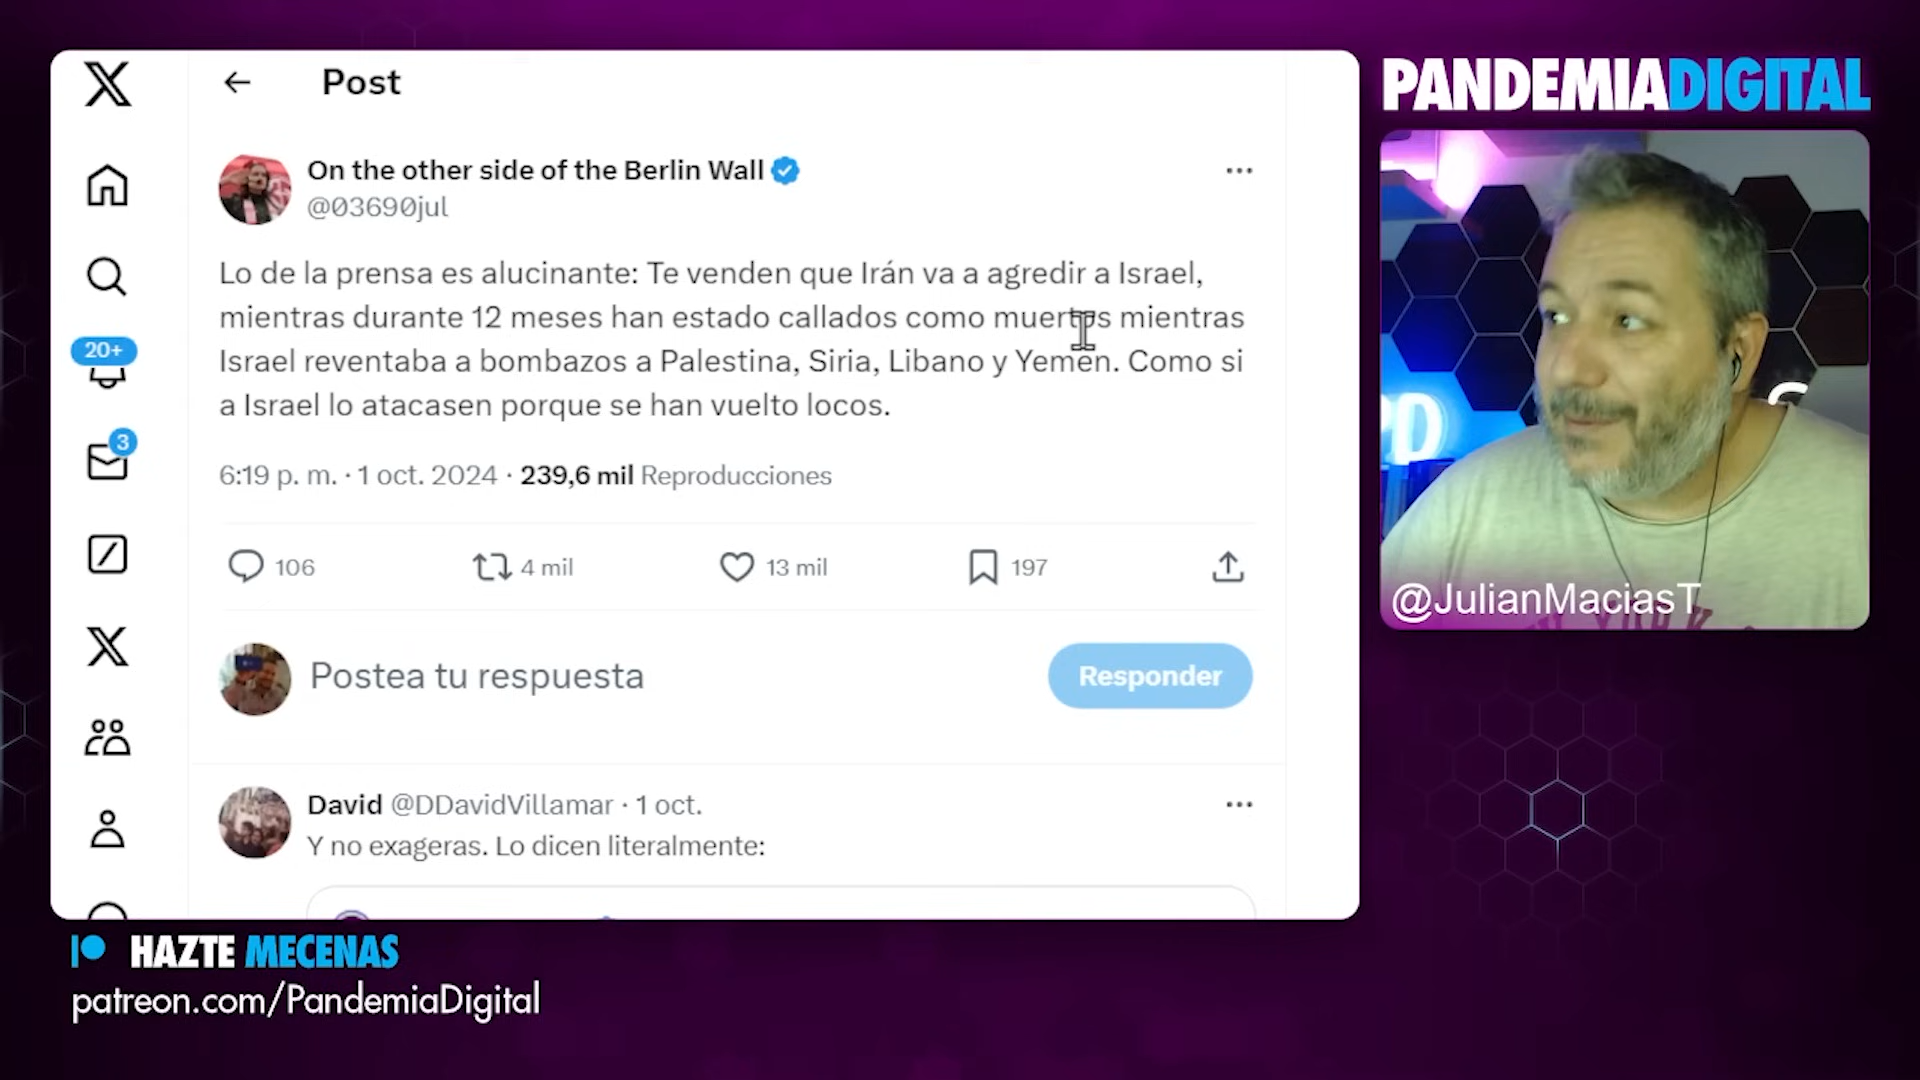 Post
PANDEMIADIGITAL
On the other side of the Berlin Wall
@03690jul
Lo de la prensa es alucinante: Te venden que Irán va a agredir a Israel,
mientras durante 12 meses han estado callados como muertos mientras
Israel reventaba a bombazos a Palestina, Siria, Libano y Yemen. Como si
a Israel lo atacasen porque se han vuelto locos.
6:19 p. m. · 1 oct. 2024 · 239,6 mil Reproducciones
106
4 mil
13 mil
197
20+
3
Postea tu respuesta
Responder
David @DDavidVillamar · 1 oct.
Y no exageras. Lo dicen literalmente:
@JulianMaciasT
HAZTE MECENAS
patreon.com/PandemiaDigital